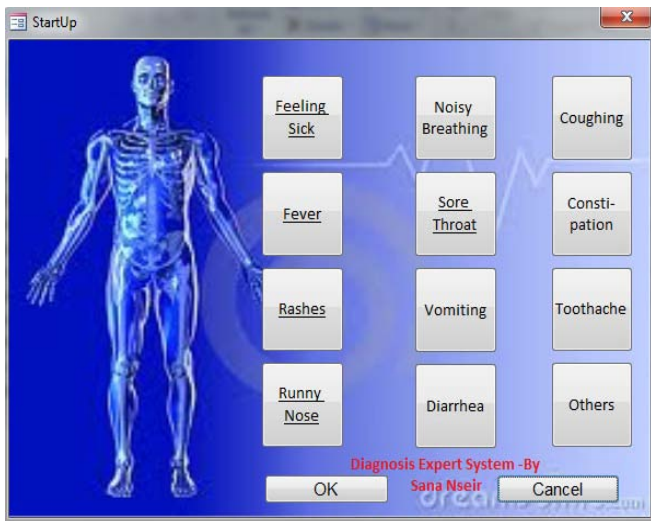 StartUp
Feeling
Sick
Noisy
Breathing
Coughing
Fever
Sore
Throat
Consti-
pation
Rashes
Vomiting
Toothache
Runny
Nose
Diarrhea
Others
Diagnosis Expert System -By
Sana Nseir
OK
Cancel